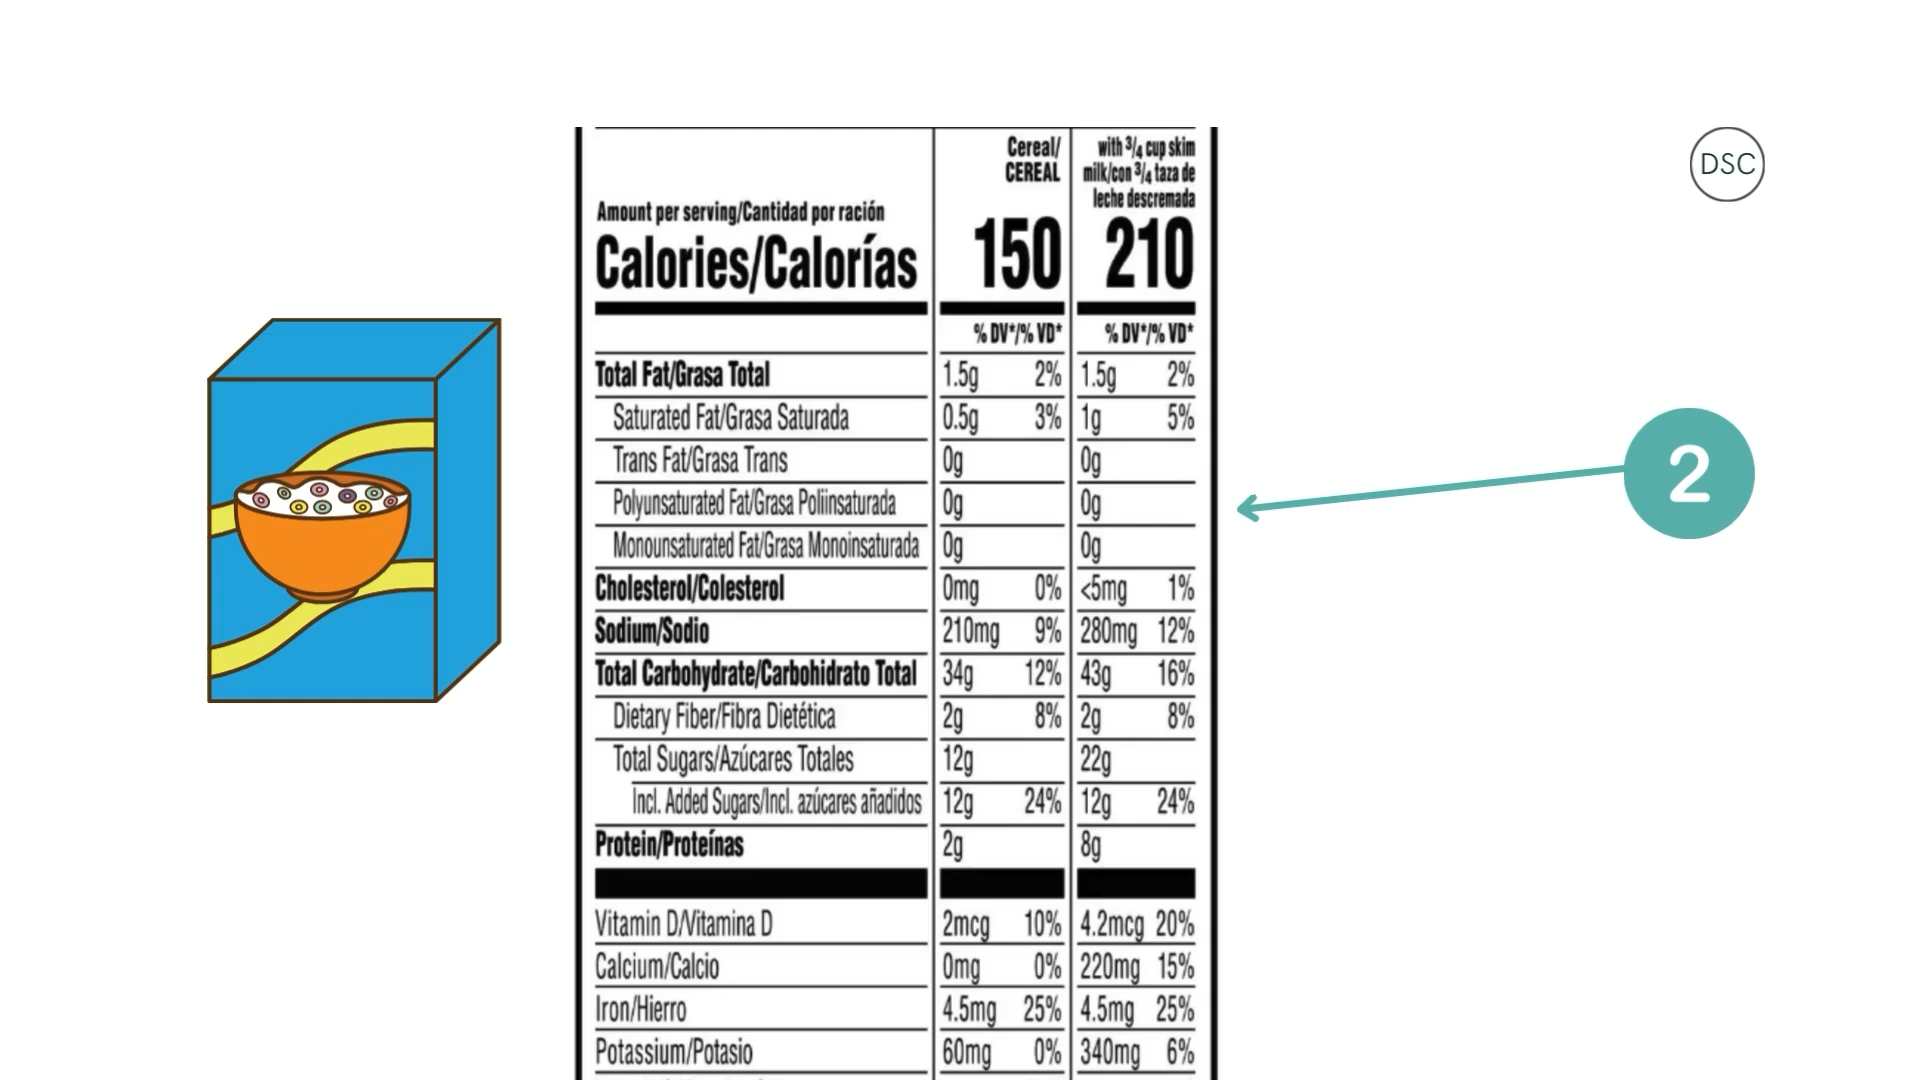 Cereal/
CEREAL
with 3/4 cup skim
milk/con 3/4 taza de
leche descremada
DSC
Amount per serving/Cantidad por ración
Calories/Calorías 150 210
% DV*/% VD* % DV*/% VD*
Total Fat/Grasa Total 1.5g 2% 1.5g 2%
Saturated Fat/Grasa Saturada 0.5g 3% 1g 5%
Trans Fat/Grasa Trans 0g 0g
Polyunsaturated Fat/Grasa Poliinsaturada 0g 0g
2
Monounsaturated Fat/Grasa Monoinsaturada 0g 0g
Cholesterol/Colesterol 0mg 0% <5mg 1%
Sodium/Sodio 210mg 9% 280mg 12%
Total Carbohydrate/Carbohidrato Total 34g 12% 43g 16%
Dietary Fiber/Fibra Dietética 2g 8% 2g 8%
Total Sugars/Azúcares Totales 12g 22g
Incl. Added Sugars/Incl. azúcares añadidos 12g 24% 12g 24%
Protein/Proteínas 2g 8g
Vitamin D/Vitamina D 2mcg 10% 4.2mcg 20%
Calcium/Calcio 0mg 0% 220mg 15%
Iron/Hierro 4.5mg 25% 4.5mg 25%
Potassium/Potasio 60mg 0% 340mg 6%